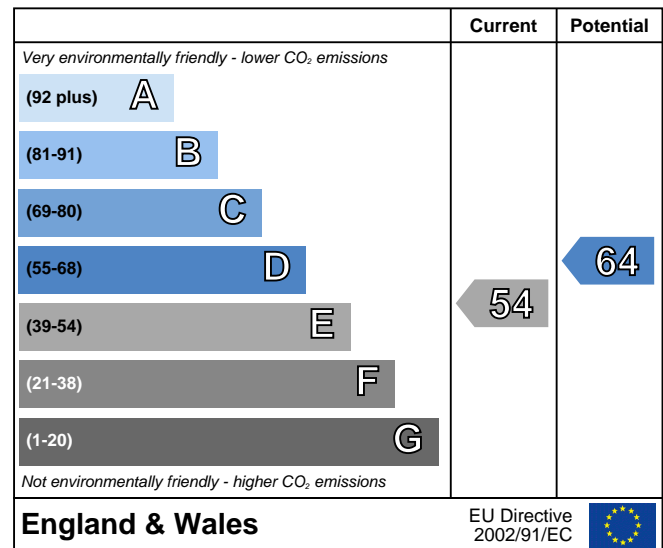 Current Potential
Very environmentally friendly - lower CO₂ emissions
(92 plus) A
(81-91) B
(69-80) C
(55-68) D
64
(39-54) E
54
(21-38) F
(1-20) G
Not environmentally friendly - higher CO₂ emissions
England & Wales
EU Directive
2002/91/EC